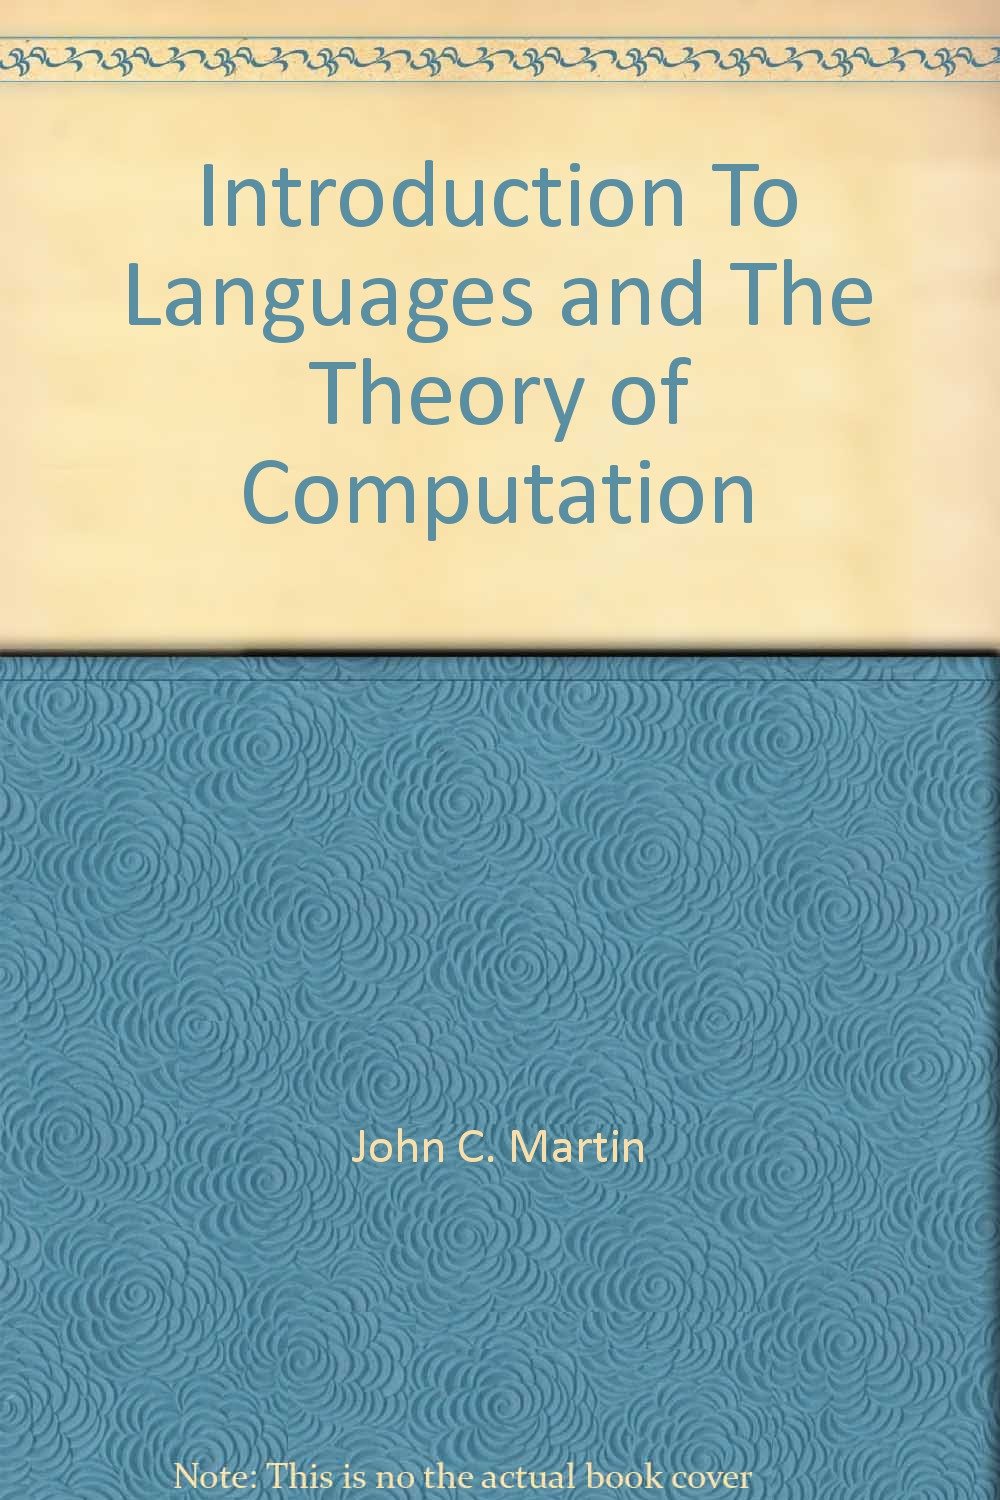 Introduction To
Languages and The
Theory of
Computation
John C. Martin
Note: This is no the actual book cover